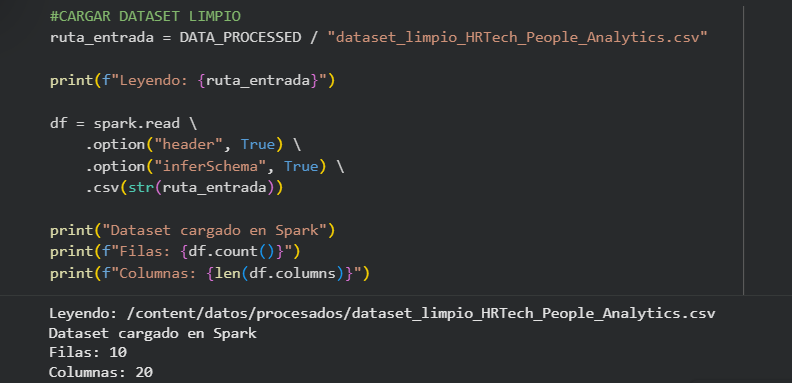 #CARGAR DATASET LIMPIO
ruta_entrada = DATA_PROCESSED / "dataset_limpio_HRTech_People_Analytics.csv"
print(f"Leyendo: {ruta_entrada}")
df = spark.read \
.option("header", True) \
.option("inferSchema", True) \
.csv(str(ruta_entrada))
print("Dataset cargado en Spark")
print(f"Filas: {df.count()}")
print(f"Columnas: {len(df.columns)}")
Leyendo: /content/datos/procesados/dataset_limpio_HRTech_People_Analytics.csv
Dataset cargado en Spark
Filas: 10
Columnas: 20